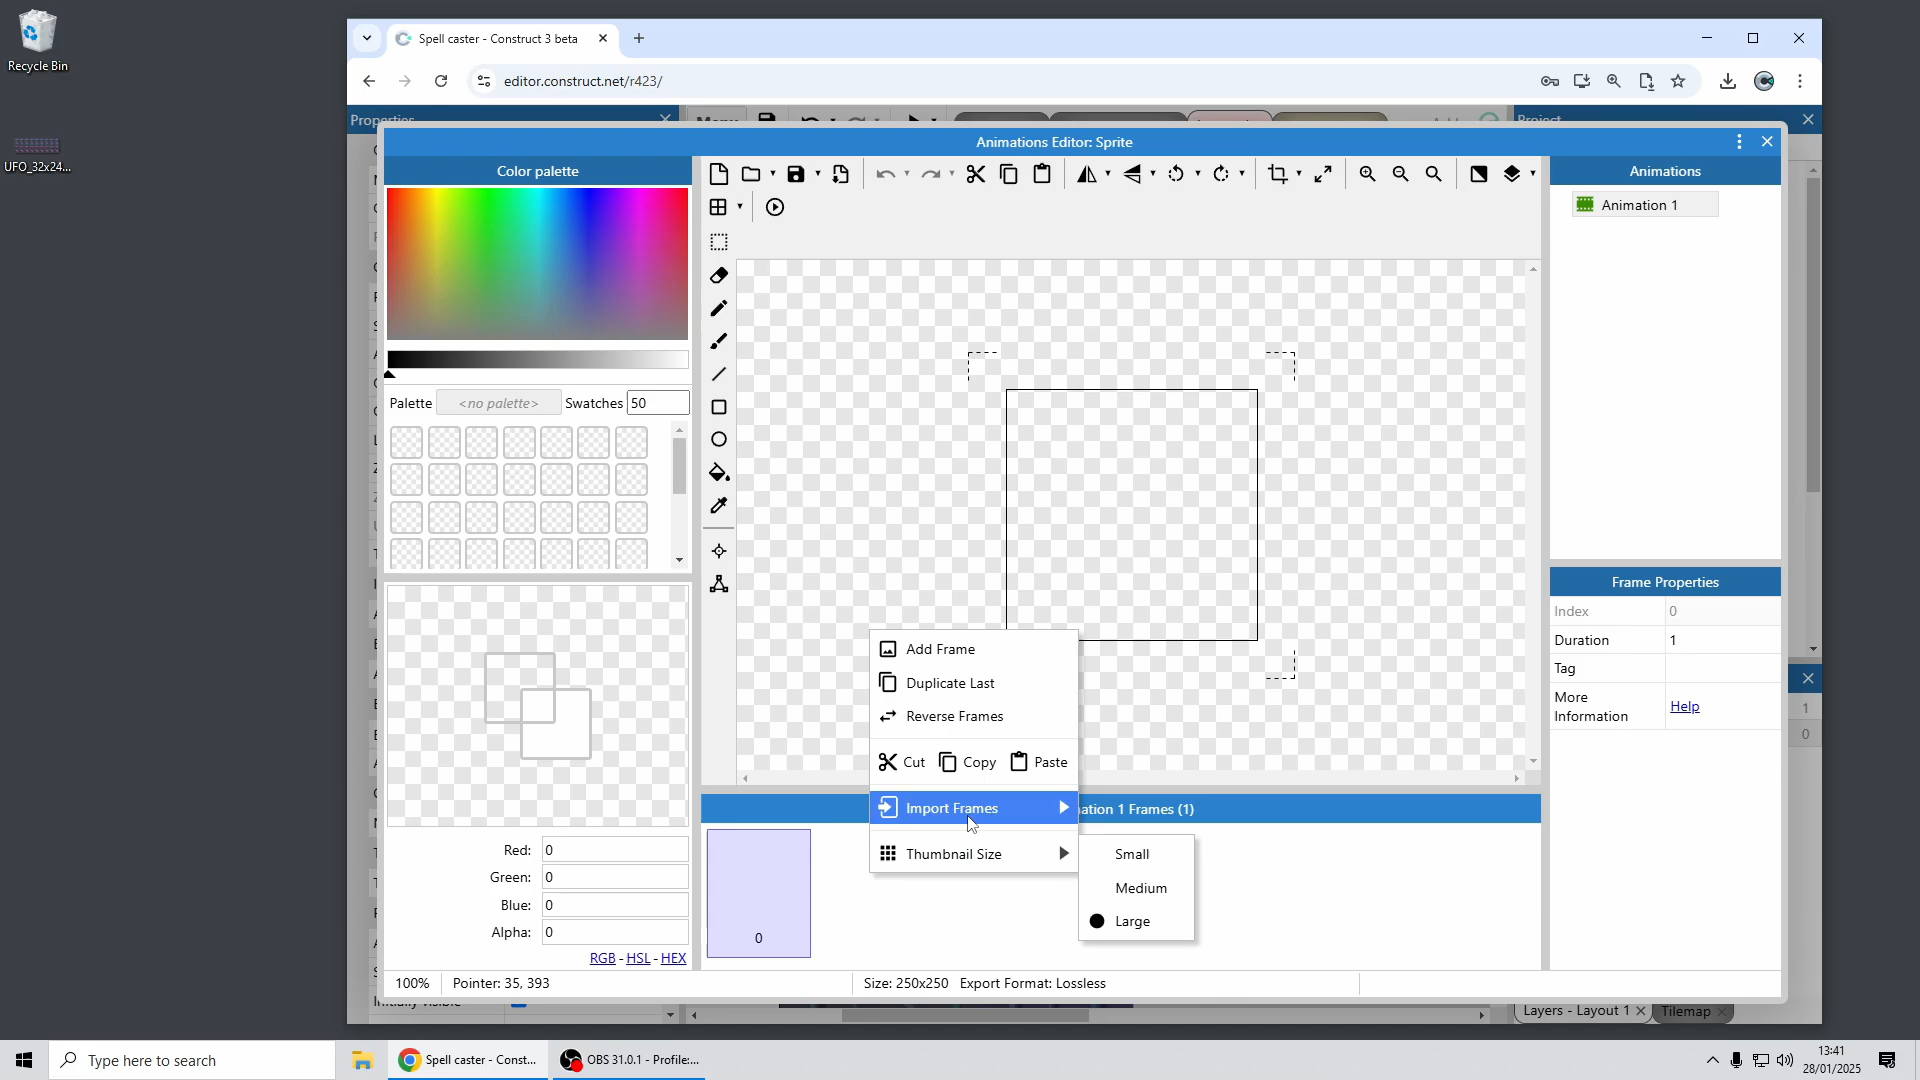 Recycle Bin
UFO_32x24...
Spell caster - Construct 3 beta
editor.construct.net/r423/
Properties
Menu
Project
Animations Editor: Sprite
Color palette
Palette
<no palette>
Swatches
50
Animations
Animation 1
Add Frame
Duplicate Last
Reverse Frames
Cut
Copy
Paste
Import Frames
Thumbnail Size
Small
Medium
Large
ation 1 Frames (1)
0
Frame Properties
Index
0
Duration
1
Tag
More Information
Help
1
0
Red:
0
Green:
0
Blue:
0
Alpha:
0
RGB - HSL - HEX
100%
Pointer: 35, 393
Size: 250x250
Export Format: Lossless
Layers - Layout 1
Tilemap
Type here to search
Spell caster - Const...
OBS 31.0.1 - Profile:...
13:41
28/01/2025